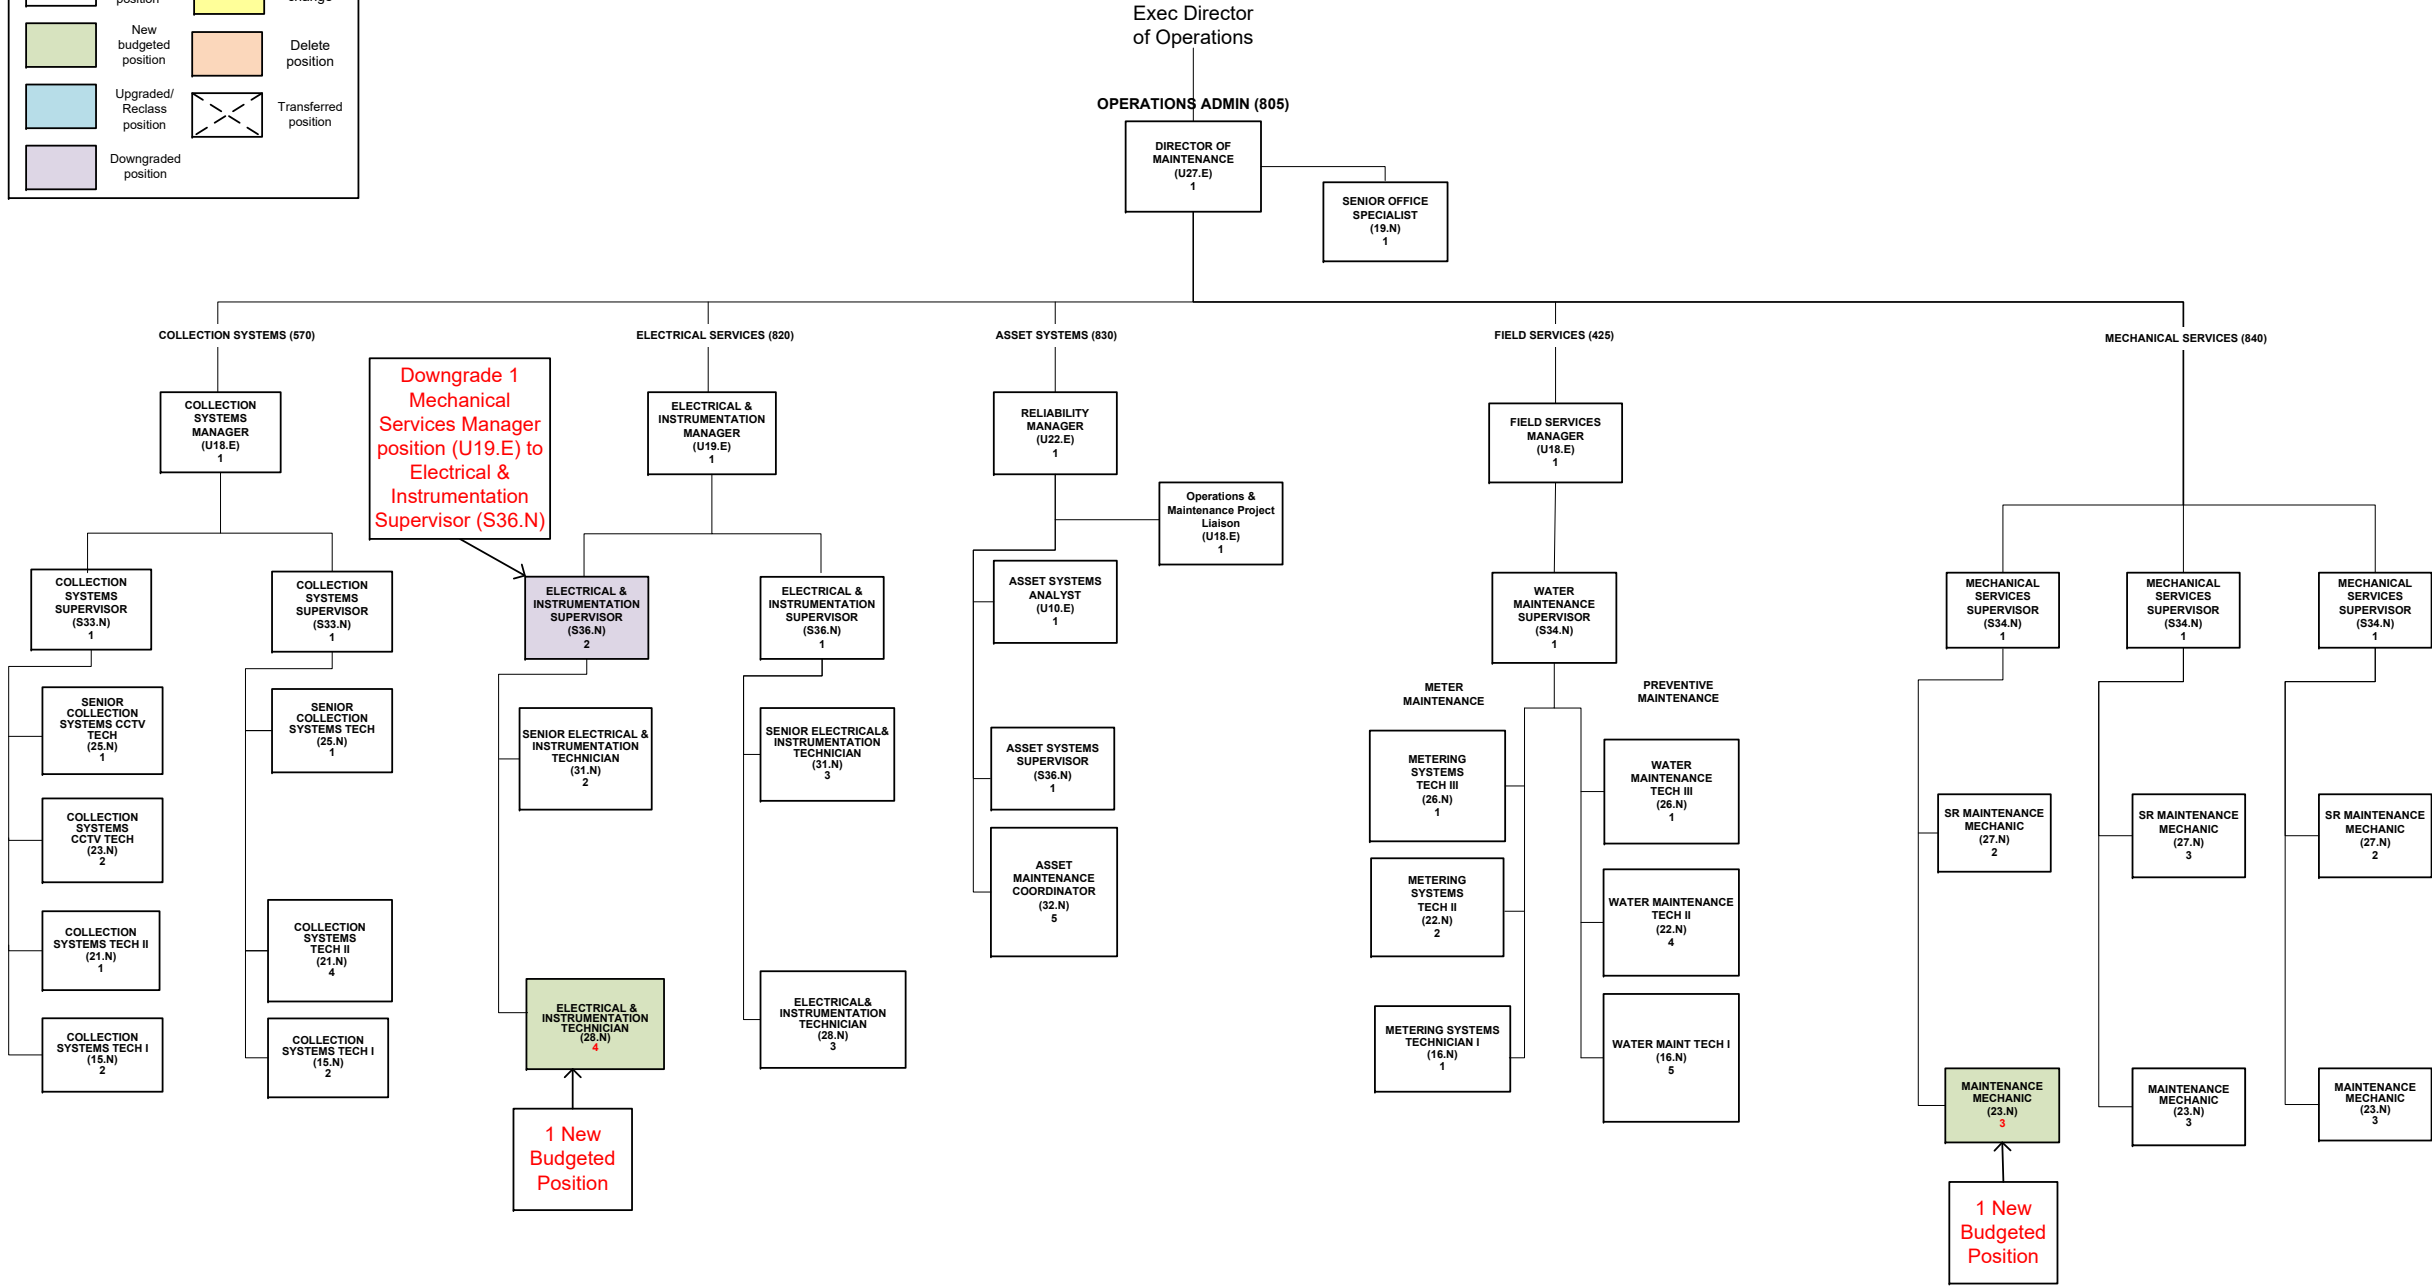 position
change
New
budgeted
position
Delete
position
Upgraded/
Reclass
position
Transferred
position
Downgraded
position
Exec Director
of Operations
OPERATIONS ADMIN (805)
DIRECTOR OF
MAINTENANCE
(U27.E)
1
SENIOR OFFICE
SPECIALIST
(19.N)
1
COLLECTION SYSTEMS (570)
COLLECTION
SYSTEMS
MANAGER
(U18.E)
1
COLLECTION
SYSTEMS
SUPERVISOR
(S33.N)
1
SENIOR
COLLECTION
SYSTEMS CCTV
TECH
(25.N)
1
COLLECTION
SYSTEMS
CCTV TECH
(23.N)
2
COLLECTION
SYSTEMS TECH II
(21.N)
1
COLLECTION
SYSTEMS TECH I
(15.N)
2
COLLECTION
SYSTEMS
SUPERVISOR
(S33.N)
1
SENIOR
COLLECTION
SYSTEMS TECH
(25.N)
1
COLLECTION
SYSTEMS
TECH II
(21.N)
4
COLLECTION
SYSTEMS TECH I
(15.N)
2
ELECTRICAL SERVICES (820)
Downgrade 1
Mechanical
Services Manager
position (U19.E) to
Electrical &
Instrumentation
Supervisor (S36.N)
ELECTRICAL &
INSTRUMENTATION
MANAGER
(U19.E)
1
ELECTRICAL &
INSTRUMENTATION
SUPERVISOR
(S36.N)
2
SENIOR ELECTRICAL &
INSTRUMENTATION
TECHNICIAN
(31.N)
2
ELECTRICAL &
INSTRUMENTATION
TECHNICIAN
(28.N)
4
1 New
Budgeted
Position
ELECTRICAL &
INSTRUMENTATION
SUPERVISOR
(S36.N)
1
SENIOR ELECTRICAL&
INSTRUMENTATION
TECHNICIAN
(31.N)
3
ELECTRICAL&
INSTRUMENTATION
TECHNICIAN
(28.N)
3
ASSET SYSTEMS (830)
RELIABILITY
MANAGER
(U22.E)
1
Operations &
Maintenance Project
Liaison
(U18.E)
1
ASSET SYSTEMS
ANALYST
(U10.E)
1
ASSET SYSTEMS
SUPERVISOR
(S36.N)
1
ASSET
MAINTENANCE
COORDINATOR
(32.N)
5
FIELD SERVICES (425)
FIELD SERVICES
MANAGER
(U18.E)
1
WATER
MAINTENANCE
SUPERVISOR
(S34.N)
1
METER
MAINTENANCE
METERING
SYSTEMS
TECH III
(26.N)
1
METERING
SYSTEMS
TECH II
(22.N)
2
METERING SYSTEMS
TECHNICIAN I
(16.N)
1
PREVENTIVE
MAINTENANCE
WATER
MAINTENANCE
TECH III
(26.N)
1
WATER MAINTENANCE
TECH II
(22.N)
4
WATER MAINT TECH I
(16.N)
5
MECHANICAL SERVICES (840)
MECHANICAL
SERVICES
SUPERVISOR
(S34.N)
1
SR MAINTENANCE
MECHANIC
(27.N)
2
MAINTENANCE
MECHANIC
(23.N)
3
1 New
Budgeted
Position
MECHANICAL
SERVICES
SUPERVISOR
(S34.N)
1
SR MAINTENANCE
MECHANIC
(27.N)
3
MAINTENANCE
MECHANIC
(23.N)
3
MECHANICAL
SERVICES
SUPERVISOR
(S34.N)
1
SR MAINTENANCE
MECHANIC
(27.N)
2
MAINTENANCE
MECHANIC
(23.N)
3